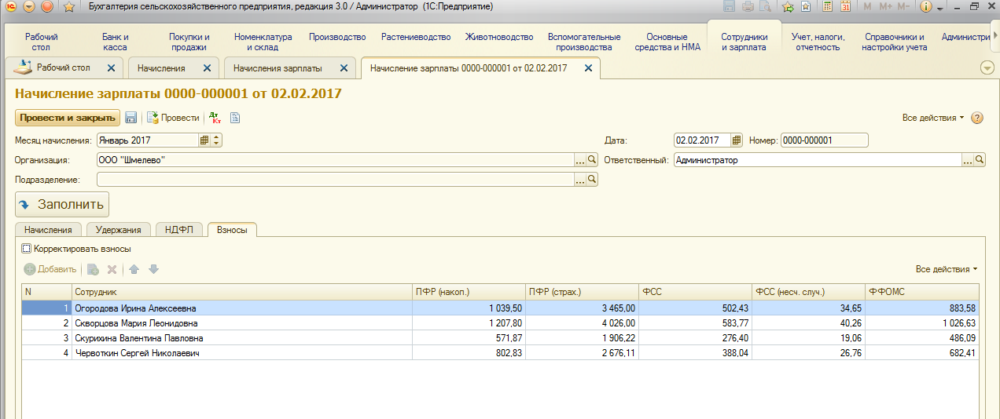 Бухгалтерия сельскохозяйственного предприятия, редакция 3.0 / Администратор (1С:Предприятие)
M M+ M-
Рабочий стол
Банк и касса
Покупки и продажи
Номенклатура и склад
Производство
Растениеводство
Животноводство
Вспомогательные производства
Основные средства и НМА
Сотрудники и зарплата
Учет, налоги, отчетность
Справочники и настройки учета
Администри
Рабочий стол
Начисления
Начисления зарплаты
Начисление зарплаты 0000-000001 от 02.02.2017
Начисление зарплаты 0000-000001 от 02.02.2017
Провести и закрыть Провести Дт Кт Все действия
Месяц начисления: Январь 2017 Дата: 02.02.2017 Номер: 0000-000001
Организация: ООО "Шмелево" ... Ответственный: Администратор ...
Подразделение: ...
Заполнить
Начисления Удержания НДФЛ Взносы
Корректировать взносы
Добавить Все действия
N Сотрудник ПФР (накоп.) ПФР (страх.) ФСС ФСС (несч. случ.) ФФОМС
1 Огородова Ирина Алексеевна 1 039,50 3 465,00 502,43 34,65 883,58
2 Скворцова Мария Леонидовна 1 207,80 4 026,00 583,77 40,26 1 026,63
3 Скурихина Валентина Павловна 571,87 1 906,22 276,40 19,06 486,09
4 Червоткин Сергей Николаевич 802,83 2 676,11 388,04 26,76 682,41